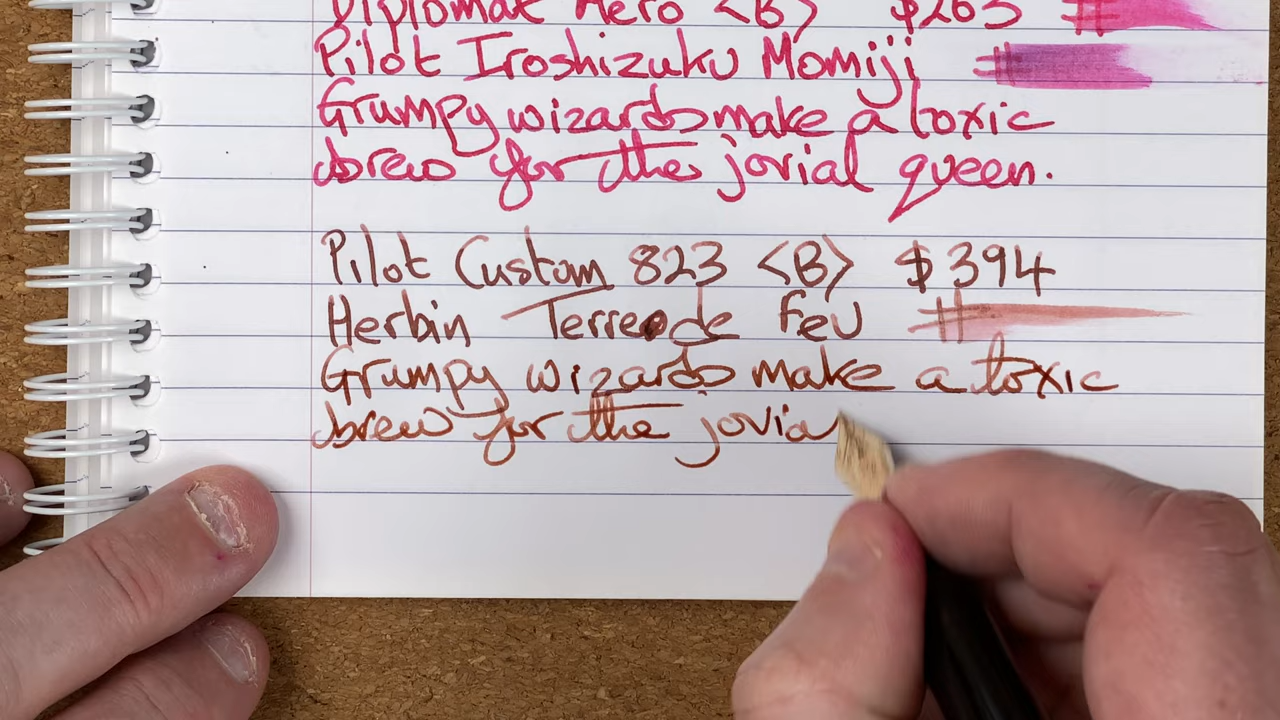 Diplomat Aero <B> $265
Pilot Iroshizuku Momiji
Grumpy wizards make a toxic
brew for the jovial queen.
Pilot Custom 823 <B> $394
Herbin Terre de Feu
Grumpy wizards make a toxic
brew for the jovia